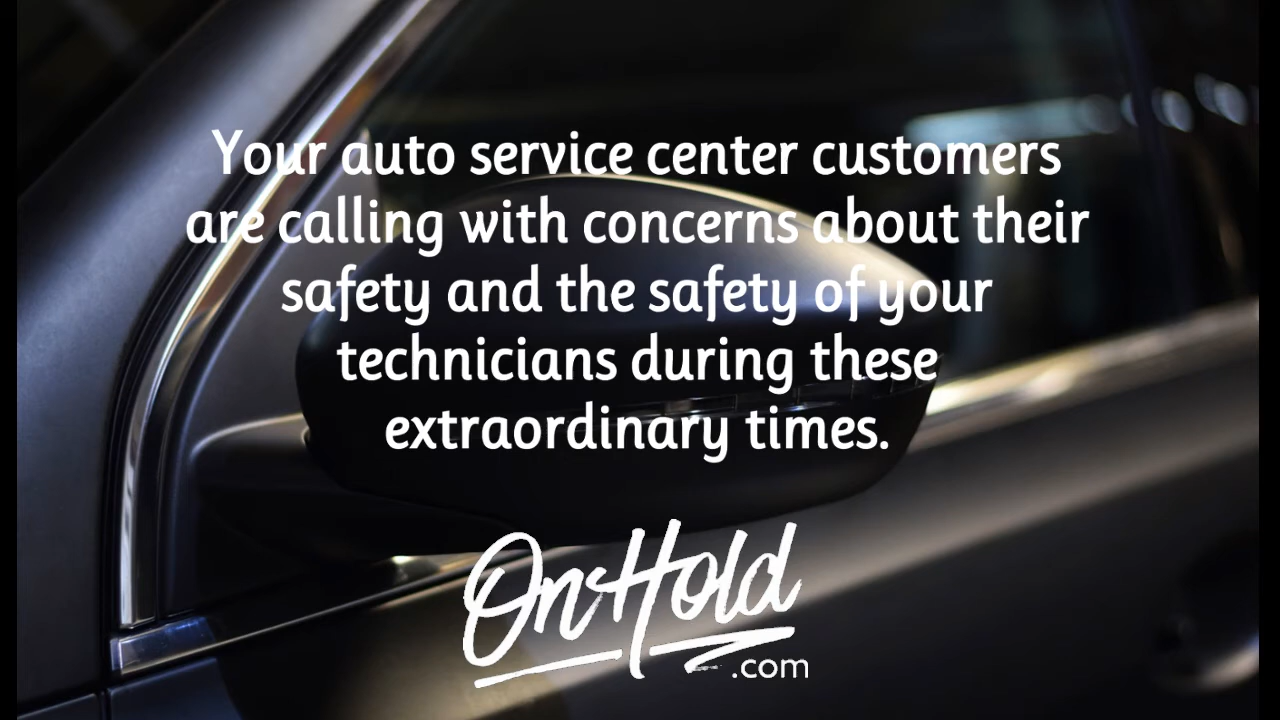 Your auto service center customers
are calling with concerns about their
safety and the safety of your
technicians during these
extraordinary times.
OnHold
.com